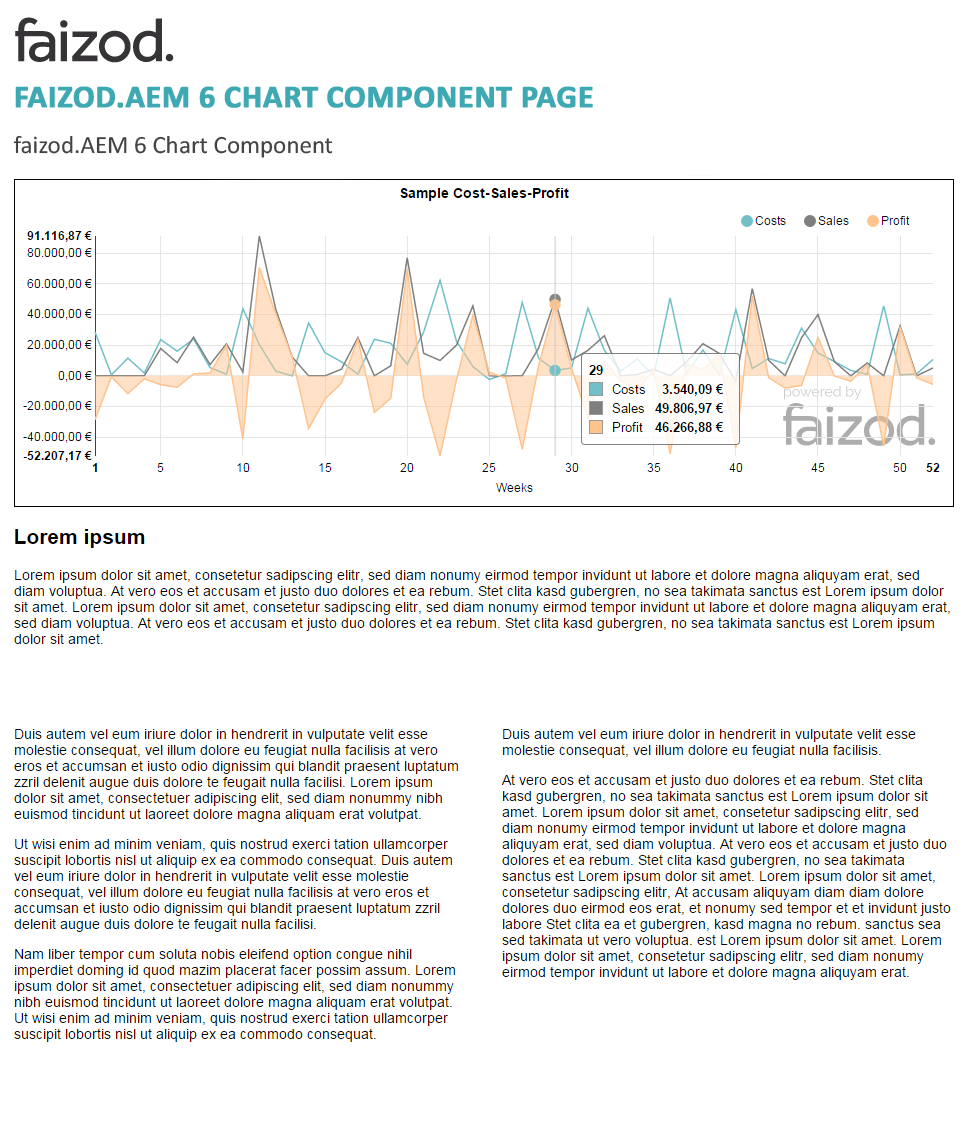 faizod.
FAIZOD.AEM 6 CHART COMPONENT PAGE
faizod.AEM 6 Chart Component
Sample Cost-Sales-Profit
Costs Sales Profit
91.116,87 €
80.000,00 €
60.000,00 €
40.000,00 €
20.000,00 €
0,00 €
-20.000,00 €
-40.000,00 €
-52.207,17 €
29
Costs 3.540,09 €
Sales 49.806,97 €
Profit 46.266,88 €
powered by
faizod.
1 5 10 15 20 25 30 35 40 45 50 52
Weeks
Lorem ipsum
Lorem ipsum dolor sit amet, consetetur sadipscing elitr, sed diam nonumy eirmod tempor invidunt ut labore et dolore magna aliquyam erat, sed
diam voluptua. At vero eos et accusam et justo duo dolores et ea rebum. Stet clita kasd gubergren, no sea takimata sanctus est Lorem ipsum dolor
sit amet. Lorem ipsum dolor sit amet, consetetur sadipscing elitr, sed diam nonumy eirmod tempor invidunt ut labore et dolore magna aliquyam erat,
sed diam voluptua. At vero eos et accusam et justo duo dolores et ea rebum. Stet clita kasd gubergren, no sea takimata sanctus est Lorem ipsum
dolor sit amet.
Duis autem vel eum iriure dolor in hendrerit in vulputate velit esse
molestie consequat, vel illum dolore eu feugiat nulla facilisis at vero
eros et accumsan et iusto odio dignissim qui blandit praesent luptatum
zzril delenit augue duis dolore te feugait nulla facilisi. Lorem ipsum
dolor sit amet, consectetuer adipiscing elit, sed diam nonummy nibh
euismod tincidunt ut laoreet dolore magna aliquam erat volutpat.
Ut wisi enim ad minim veniam, quis nostrud exerci tation ullamcorper
suscipit lobortis nisl ut aliquip ex ea commodo consequat. Duis autem
vel eum iriure dolor in hendrerit in vulputate velit esse molestie
consequat, vel illum dolore eu feugiat nulla facilisis at vero eros et
accumsan et iusto odio dignissim qui blandit praesent luptatum zzril
delenit augue duis dolore te feugait nulla facilisi.
Nam liber tempor cum soluta nobis eleifend option congue nihil
imperdiet doming id quod mazim placerat facer possim assum. Lorem
ipsum dolor sit amet, consectetuer adipiscing elit, sed diam nonummy
nibh euismod tincidunt ut laoreet dolore magna aliquam erat volutpat.
Ut wisi enim ad minim veniam, quis nostrud exerci tation ullamcorper
suscipit lobortis nisl ut aliquip ex ea commodo consequat.
Duis autem vel eum iriure dolor in hendrerit in vulputate velit esse
molestie consequat, vel illum dolore eu feugiat nulla facilisis.
At vero eos et accusam et justo duo dolores et ea rebum. Stet clita
kasd gubergren, no sea takimata sanctus est Lorem ipsum dolor sit
amet. Lorem ipsum dolor sit amet, consetetur sadipscing elitr, sed
diam nonumy eirmod tempor invidunt ut labore et dolore magna
aliquyam erat, sed diam voluptua. At vero eos et accusam et justo duo
dolores et ea rebum. Stet clita kasd gubergren, no sea takimata
sanctus est Lorem ipsum dolor sit amet. Lorem ipsum dolor sit amet,
consetetur sadipscing elitr, At accusam aliquyam diam diam dolore
dolores duo eirmod eos erat, et nonumy sed tempor et et invidunt justo
labore Stet clita ea et gubergren, kasd magna no rebum. sanctus sea
sed takimata ut vero voluptua. est Lorem ipsum dolor sit amet. Lorem
ipsum dolor sit amet, consetetur sadipscing elitr, sed diam nonumy
eirmod tempor invidunt ut labore et dolore magna aliquyam erat.